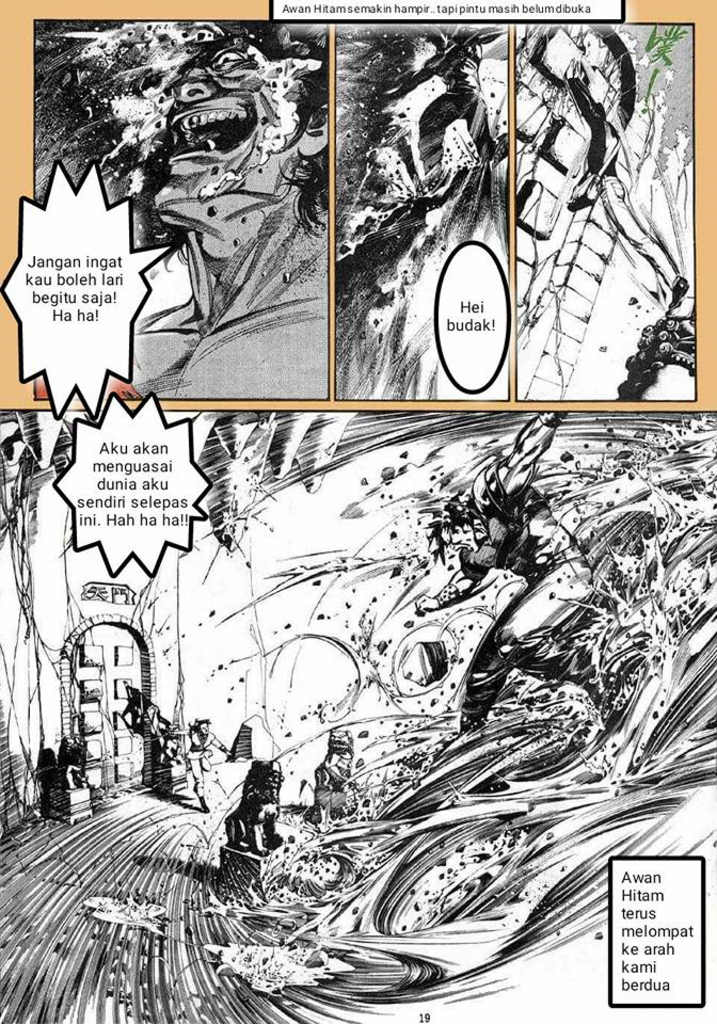 Awan Hitam semakin hampir.. tapi pintu masih belum dibuka
Jangan ingat
kau boleh lari
begitu saja!
Ha ha!
Hei
budak!
Aku akan
menguasai
dunia aku
sendiri selepas
ini. Hah ha ha!!
Awan
Hitam
terus
melompat
ke arah
kami
berdua
19